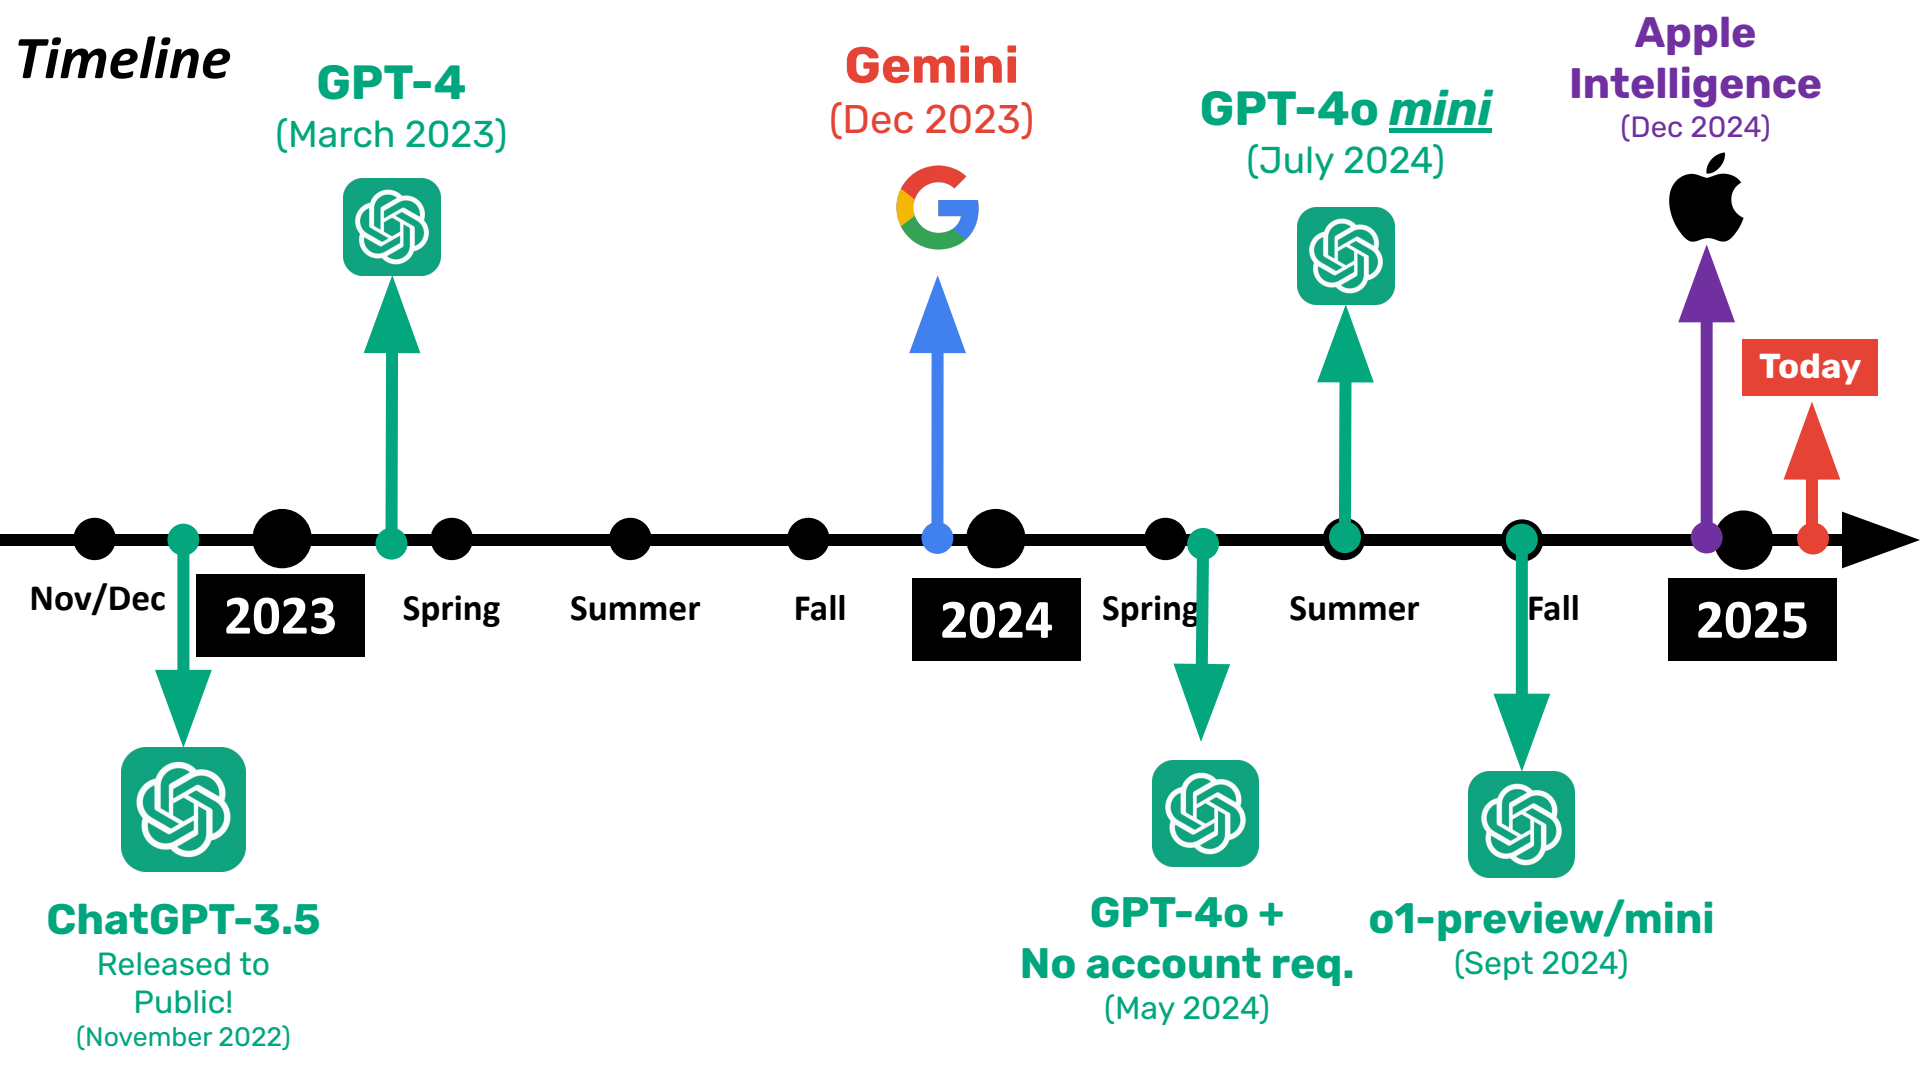 Timeline
GPT-4
(March 2023)
Gemini
(Dec 2023)
GPT-4o mini
(July 2024)
Apple
Intelligence
(Dec 2024)
Today
Nov/Dec
2023
Spring
Summer
Fall
2024
Spring
Summer
Fall
2025
ChatGPT-3.5
Released to
Public!
(November 2022)
GPT-4o +
No account req.
(May 2024)
o1-preview/mini
(Sept 2024)